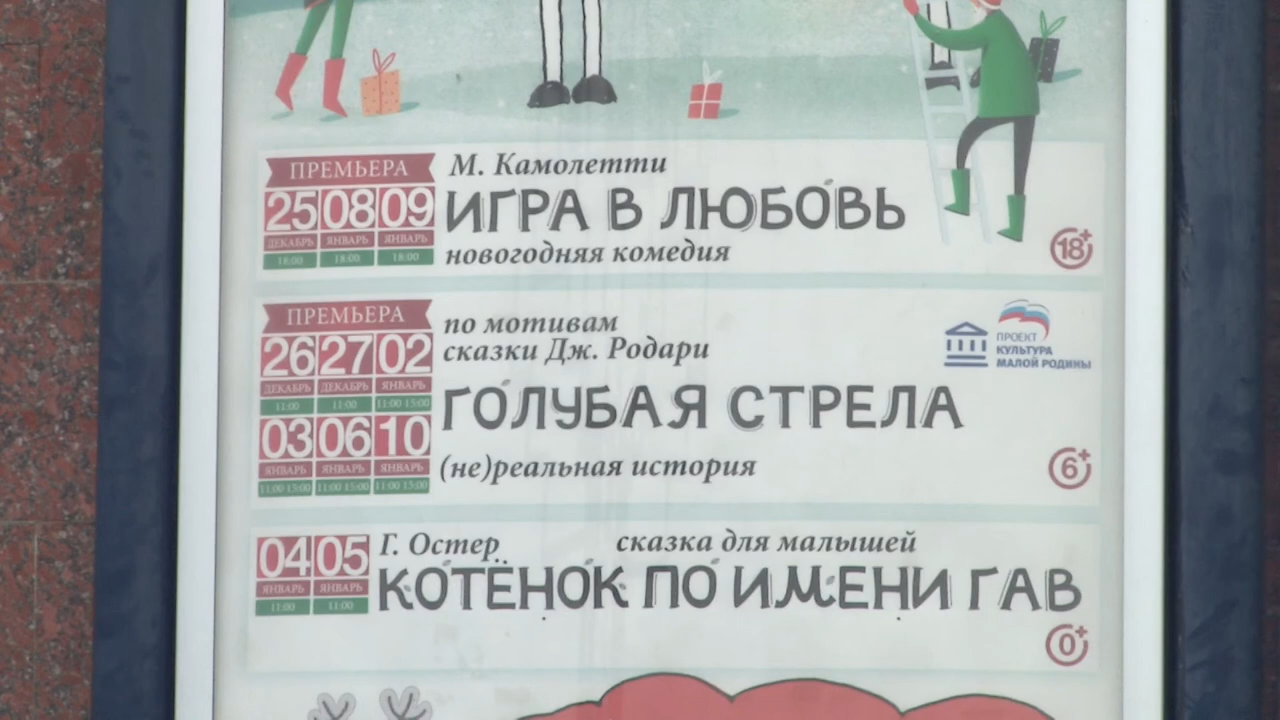 ПРЕМЬЕРА
М. Камолетти
25 08 09
ИГРА В ЛЮБОВЬ
ДЕКАБРЬ ЯНВАРЬ ЯНВАРЬ
18:00 18:00 18:00
новогодняя комедия
18+
ПРЕМЬЕРА
по мотивам
сказки Дж. Родари
ПРОЕКТ
КУЛЬТУРА
МАЛОЙ РОДИНЫ
26 27 02
ДЕКАБРЬ ДЕКАБРЬ ЯНВАРЬ
11:00 11:00 11:00 15:00
ГОЛУБАЯ СТРЕЛА
03 06 10
ЯНВАРЬ ЯНВАРЬ ЯНВАРЬ
11:00 15:00 11:00 15:00 11:00 15:00
(не)реальная история
6+
Г. Остер сказка для малышей
04 05
ЯНВАРЬ ЯНВАРЬ
11:00 11:00
КОТЁНОК ПО ИМЕНИ ГАВ
0+